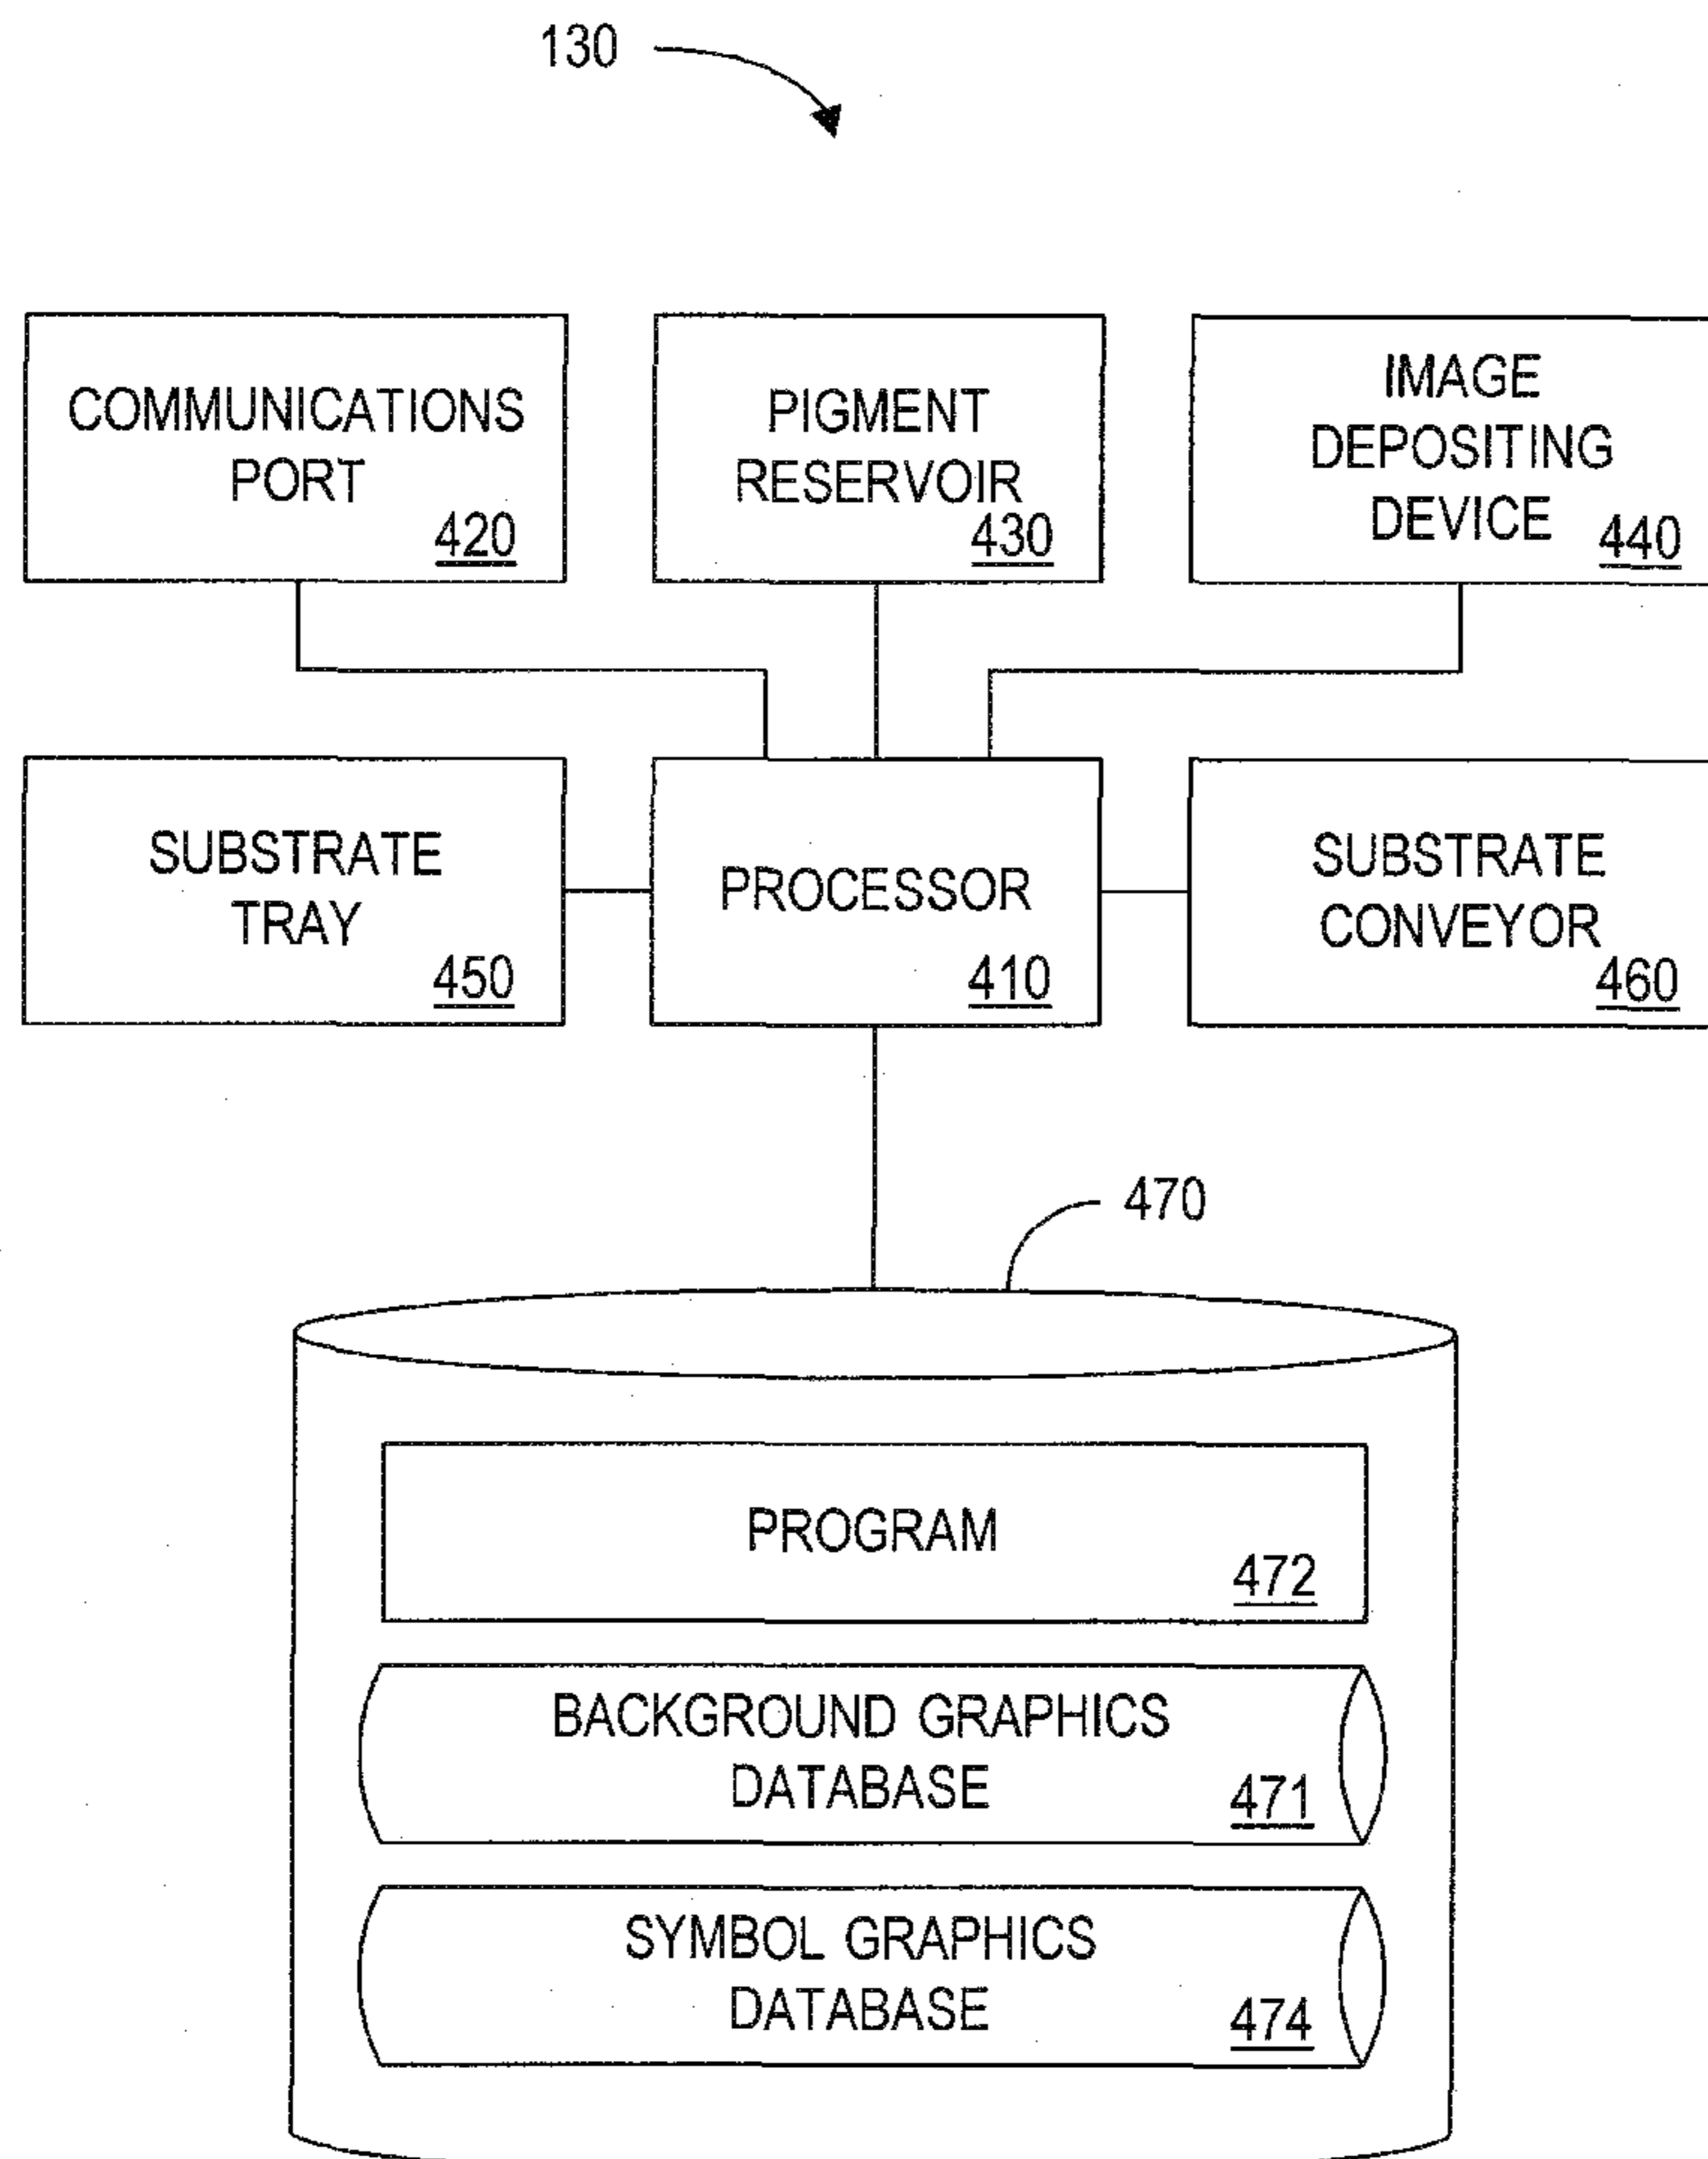 130
COMMUNICATIONS
PORT
420
PIGMENT
RESERVOIR
430
IMAGE
DEPOSITING
DEVICE
440
SUBSTRATE
TRAY
450
PROCESSOR
410
SUBSTRATE
CONVEYOR
460
470
PROGRAM
472
BACKGROUND GRAPHICS
DATABASE
471
SYMBOL GRAPHICS
DATABASE
474